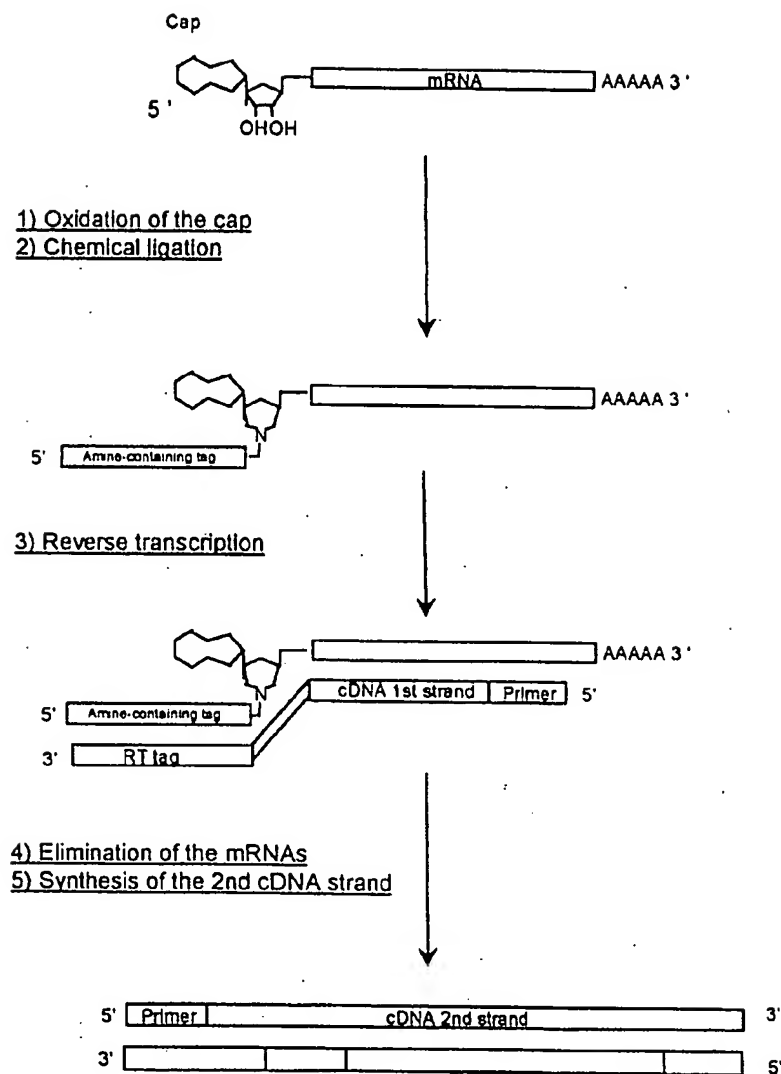 Cap
mRNA AAAAA 3 '
5 '
OHOH
1) Oxidation of the cap
2) Chemical ligation
AAAAA 3 '
N
5' Amine-containing tag
3) Reverse transcription
AAAAA 3 '
cDNA 1st strand Primer 5'
N
5' Amine-containing tag
3' RT tag
4) Elimination of the mRNAs
5) Synthesis of the 2nd cDNA strand
5' Primer cDNA 2nd strand 3'
3' 5'